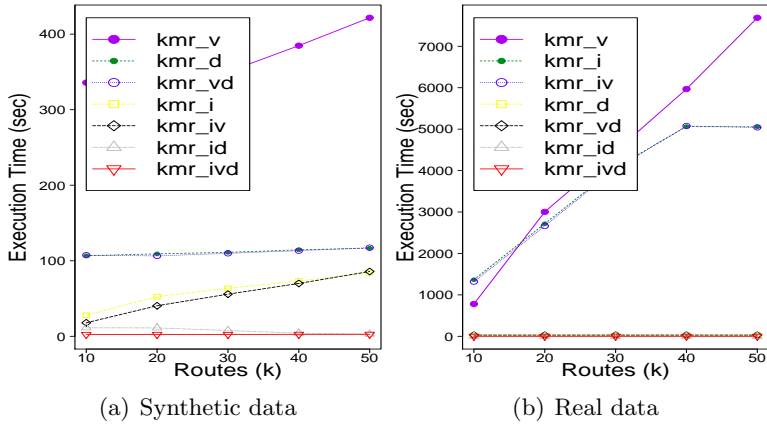 Execution Time (sec)
0
100
200
300
400
kmr_v
kmr_d
kmr_vd
kmr_i
kmr_iv
kmr_id
kmr_ivd
10
20
30
40
50
Routes (k)
(a) Synthetic data
Execution Time (sec)
0
1000
2000
3000
4000
5000
6000
7000
kmr_v
kmr_i
kmr_iv
kmr_d
kmr_vd
kmr_id
kmr_ivd
10
20
30
40
50
Routes (k)
(b) Real data